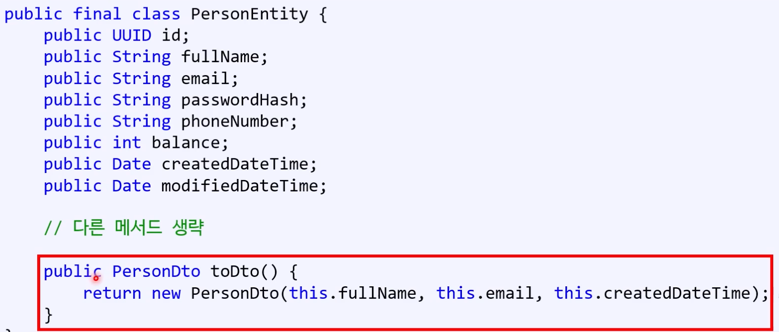 public final class PersonEntity {
    public UUID id;
    public String fullName;
    public String email;
    public String passwordHash;
    public String phoneNumber;
    public int balance;
    public Date createdDateTime;
    public Date modifiedDateTime;
    // 다른 메서드 생략
    public PersonDto toDto() {
        return new PersonDto(this.fullName, this.email, this.createdDateTime);
    }
}